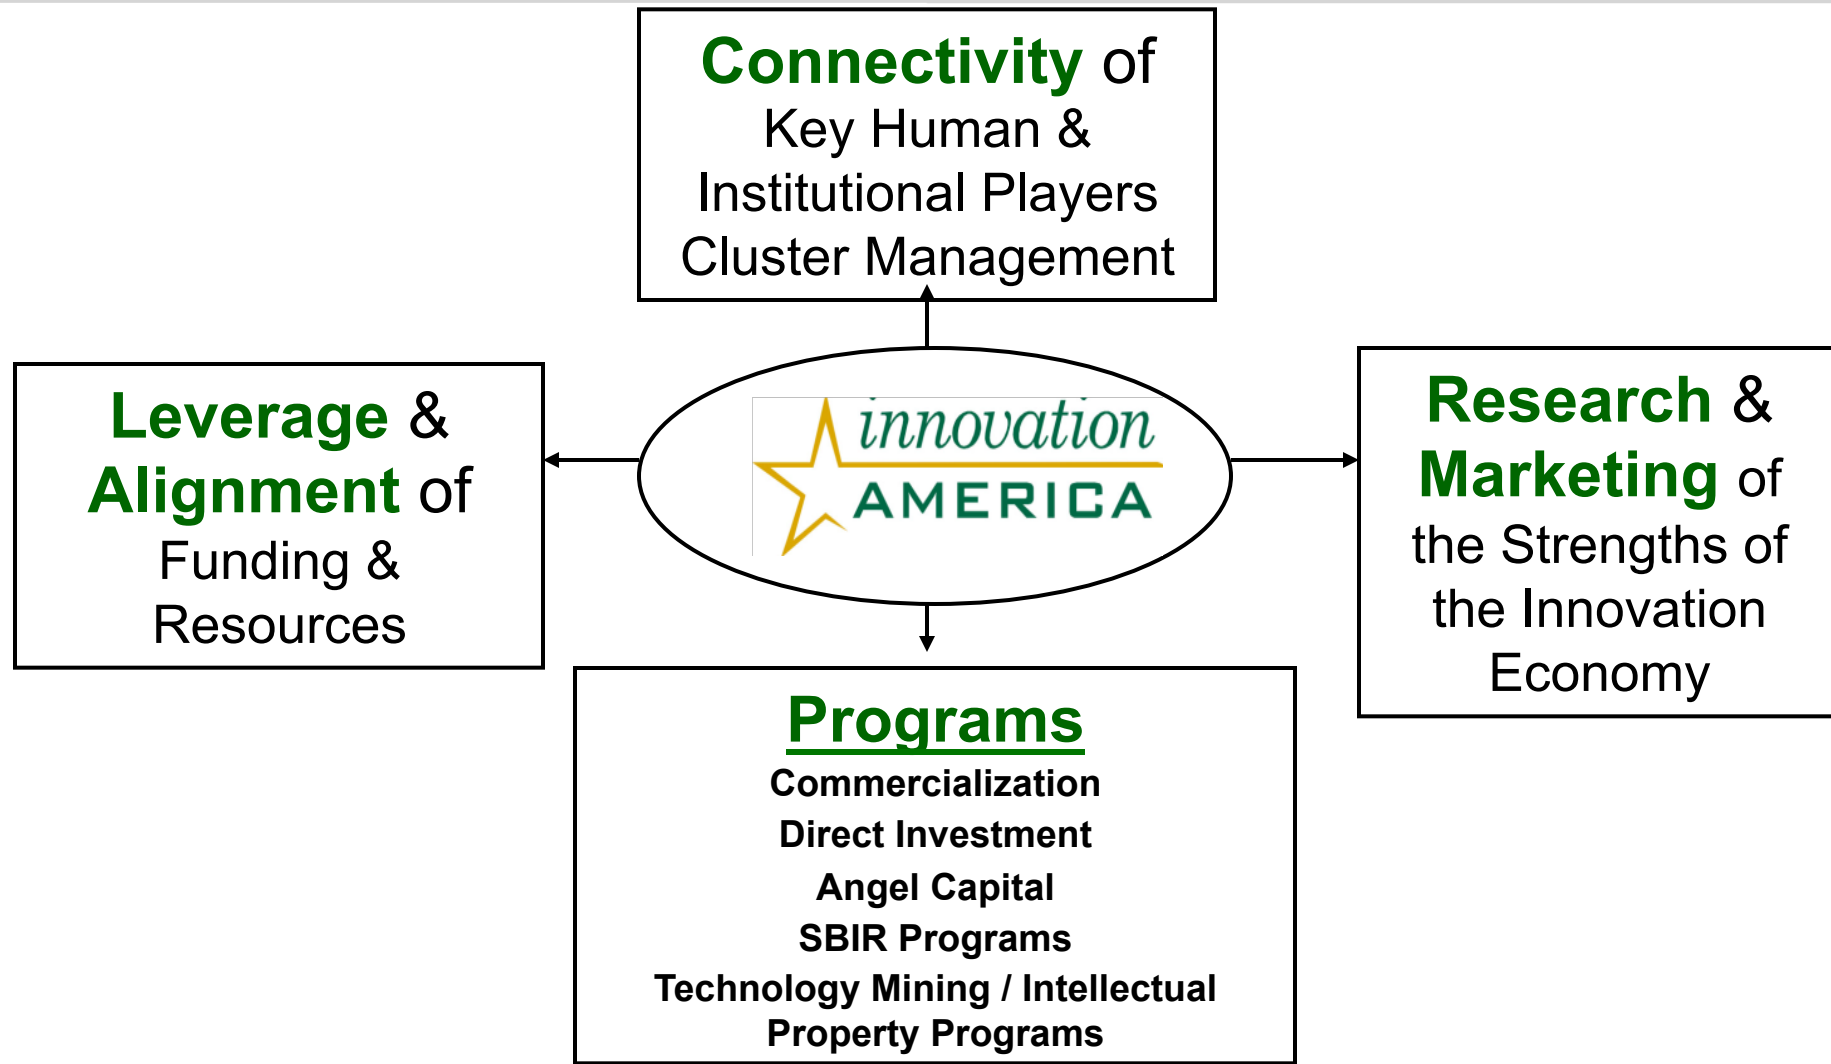 Connectivity of
Key Human &
Institutional Players
Cluster Management
Leverage &
Alignment of
Funding &
Resources
innovation
AMERICA
Research &
Marketing of
the Strengths of
the Innovation
Economy
Programs
Commercialization
Direct Investment
Angel Capital
SBIR Programs
Technology Mining / Intellectual
Property Programs